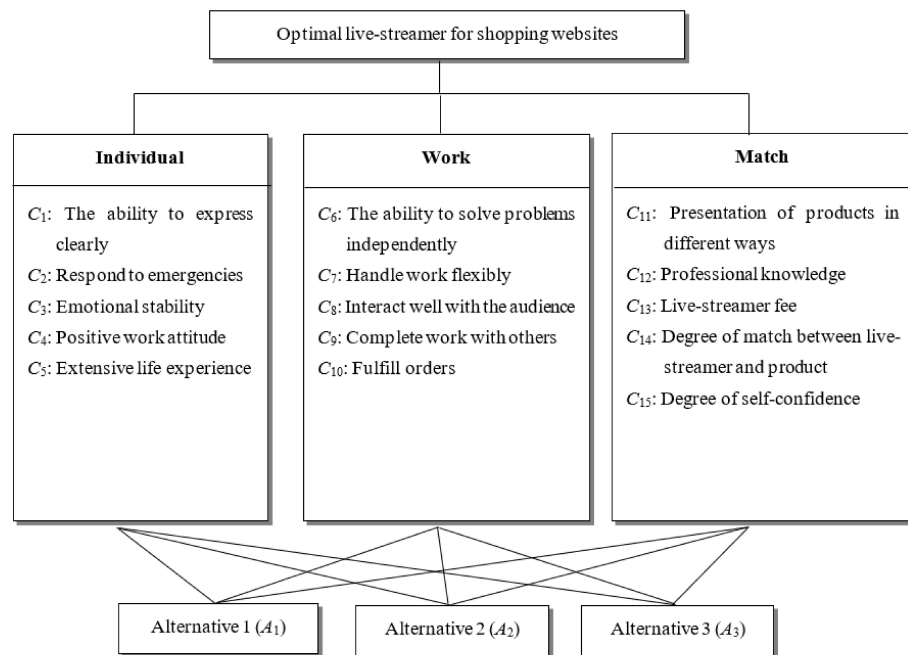 Optimal live-streamer for shopping websites
Individual
C1: The ability to express
clearly
C2: Respond to emergencies
C3: Emotional stability
C4: Positive work attitude
C5: Extensive life experience
Work
C6: The ability to solve problems
independently
C7: Handle work flexibly
C8: Interact well with the audience
C9: Complete work with others
C10: Fulfill orders
Match
C11: Presentation of products in
different ways
C12: Professional knowledge
C13: Live-streamer fee
C14: Degree of match between live-
streamer and product
C15: Degree of self-confidence
Alternative 1 (A1)
Alternative 2 (A2)
Alternative 3 (A3)